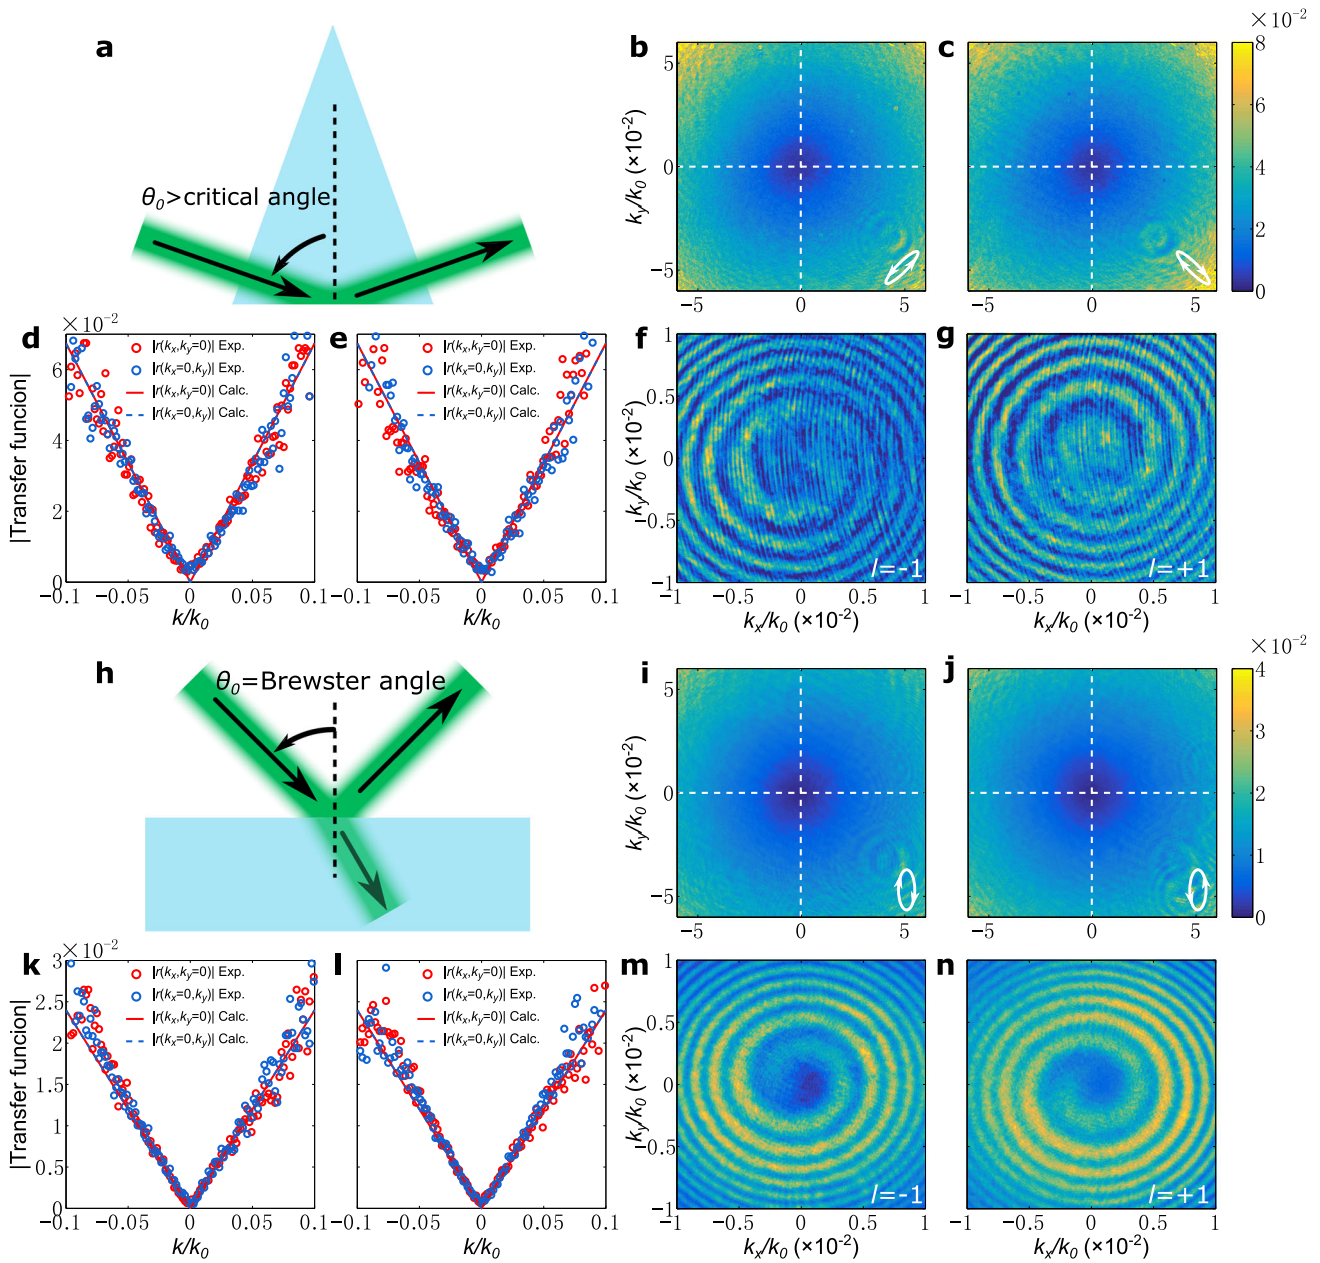 a
θ0>critical angle
b
5
0
−5
ky/k0 (×10-2)
−5
0
5
c
−5
0
5
×10-2
8
6
4
2
0
d
×10-2
|Transfer funcion|
6
4
2
0
|r(kx,ky=0)| Exp.
|r(kx=0,ky)| Exp.
|r(kx,ky=0)| Calc.
|r(kx=0,ky)| Calc.
−0.1
−0.05
0
0.05
0.1
k/k0
e
|r(kx,ky=0)| Exp.
|r(kx=0,ky)| Exp.
|r(kx,ky=0)| Calc.
|r(kx=0,ky)| Calc.
−0.1
−0.05
0
0.05
0.1
k/k0
f
ky/k0 (×10-2)
1
0.5
0
−0.5
−1
l=-1
−1
−0.5
0
0.5
1
kx/k0 (×10-2)
g
l=+1
−1
−0.5
0
0.5
1
kx/k0 (×10-2)
h
θ0=Brewster angle
i
ky/k0 (×10-2)
5
0
−5
−5
0
5
j
−5
0
5
×10-2
4
3
2
1
0
k
×10-2
|Transfer funcion|
3
2.5
2
1.5
1
0.5
0
|r(kx,ky=0)| Exp.
|r(kx=0,ky)| Exp.
|r(kx,ky=0)| Calc.
|r(kx=0,ky)| Calc.
−0.1
−0.05
0
0.05
0.1
k/k0
l
|r(kx,ky=0)| Exp.
|r(kx=0,ky)| Exp.
|r(kx,ky=0)| Calc.
|r(kx=0,ky)| Calc.
−0.1
−0.05
0
0.05
0.1
k/k0
m
ky/k0 (×10-2)
1
0.5
0
−0.5
−1
l=-1
−1
−0.5
0
0.5
1
kx/k0 (×10-2)
n
l=+1
−1
−0.5
0
0.5
1
kx/k0 (×10-2)